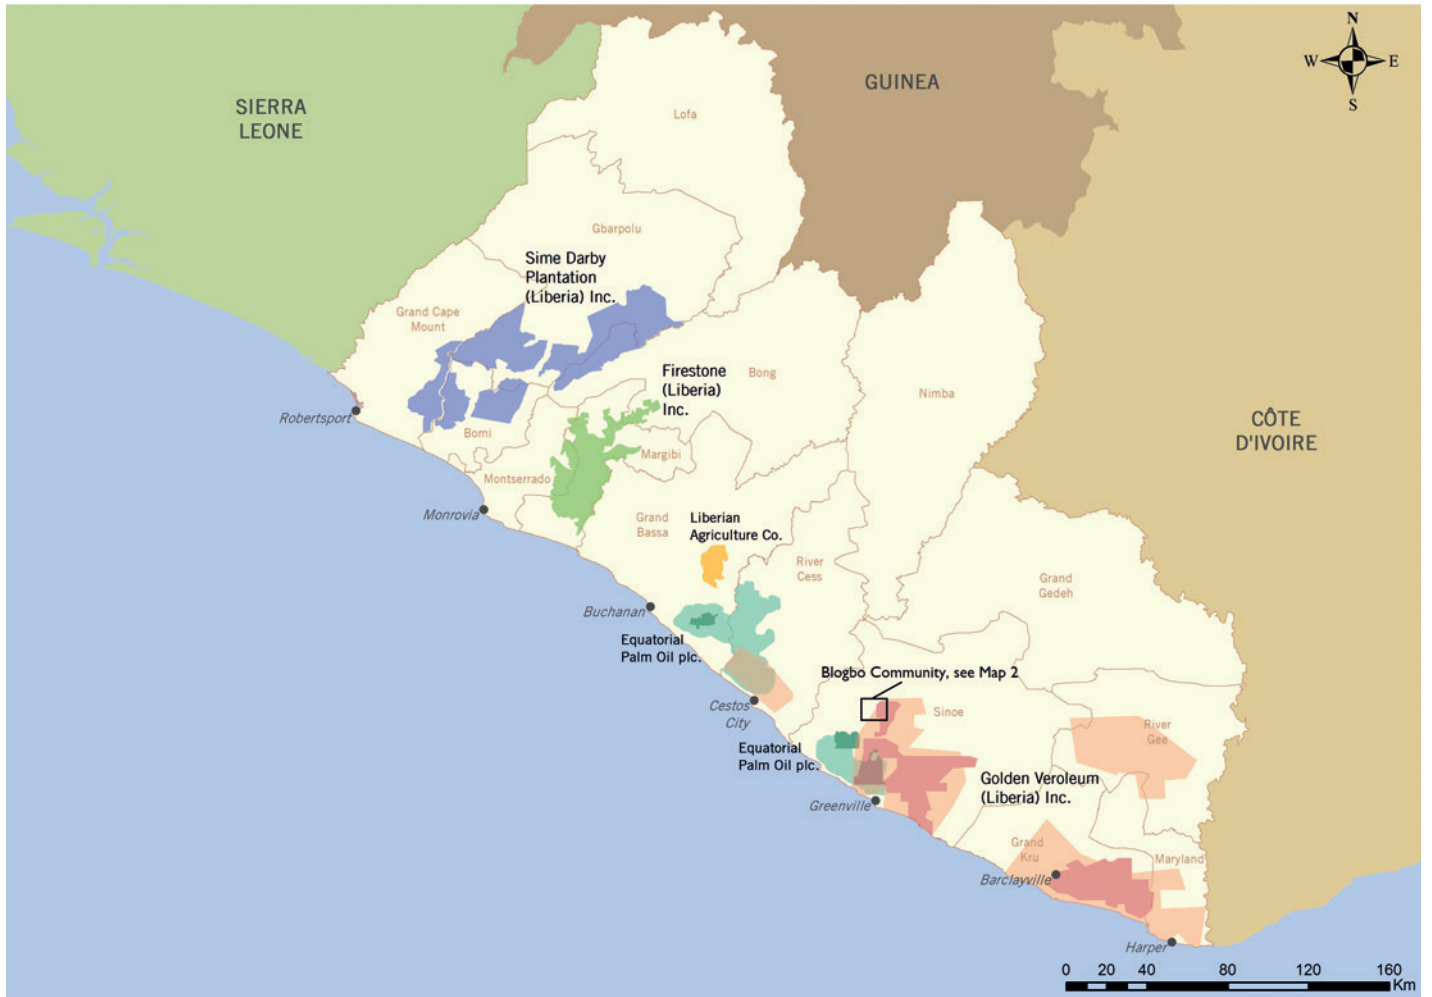 N
W
E
S
SIERRA
LEONE
GUINEA
CÔTE
D'IVOIRE
Lofa
Gbarpolu
Sime Darby
Plantation
(Liberia) Inc.
Grand Cape
Mount
Firestone
(Liberia)
Inc.
Bong
Nimba
Robertsport
Bomi
Margibi
Montserrado
Monrovia
Grand
Bassa
Liberian
Agriculture Co.
River
Cess
Grand
Gedeh
Buchanan
Equatorial
Palm Oil plc.
Blogbo Community, see Map 2
Cestos
City
Sinoe
River
Gee
Equatorial
Palm Oil plc.
Golden Veroleum
(Liberia) Inc.
Greenville
Grand
Kru
Maryland
Barclayville
Harper
0 20 40 80 120 160
Km